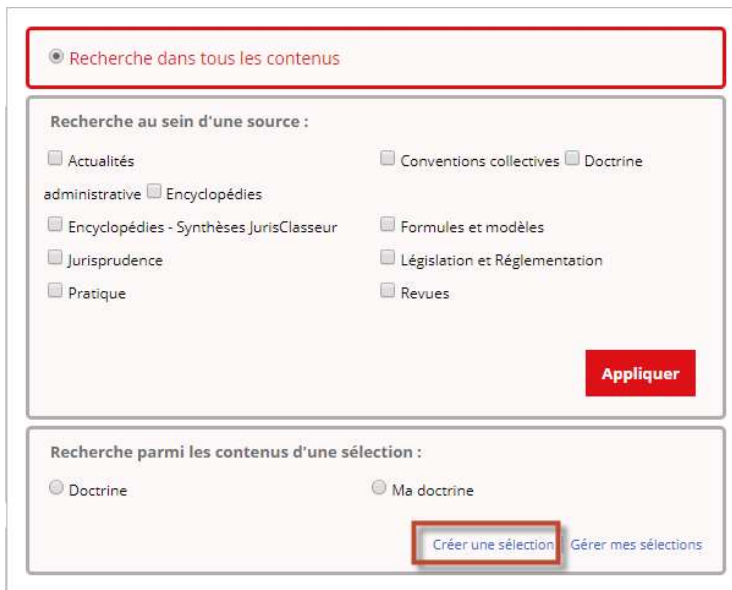 Recherche dans tous les contenus
Recherche au sein d'une source :
Actualités Conventions collectives Doctrine
administrative Encyclopédies
Encyclopédies - Synthèses JurisClasseur Formules et modèles
Jurisprudence Législation et Réglementation
Pratique Revues
Appliquer
Recherche parmi les contenus d'une sélection :
Doctrine Ma doctrine
Créer une sélection | Gérer mes sélections